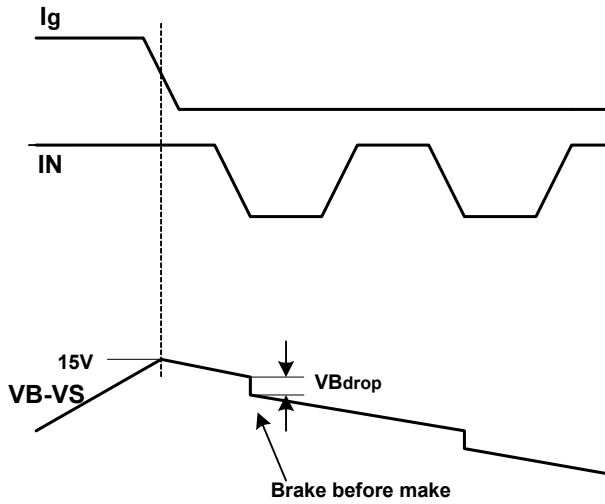 Ig
IN
15V
VB-VS
VBdrop
Brake before make